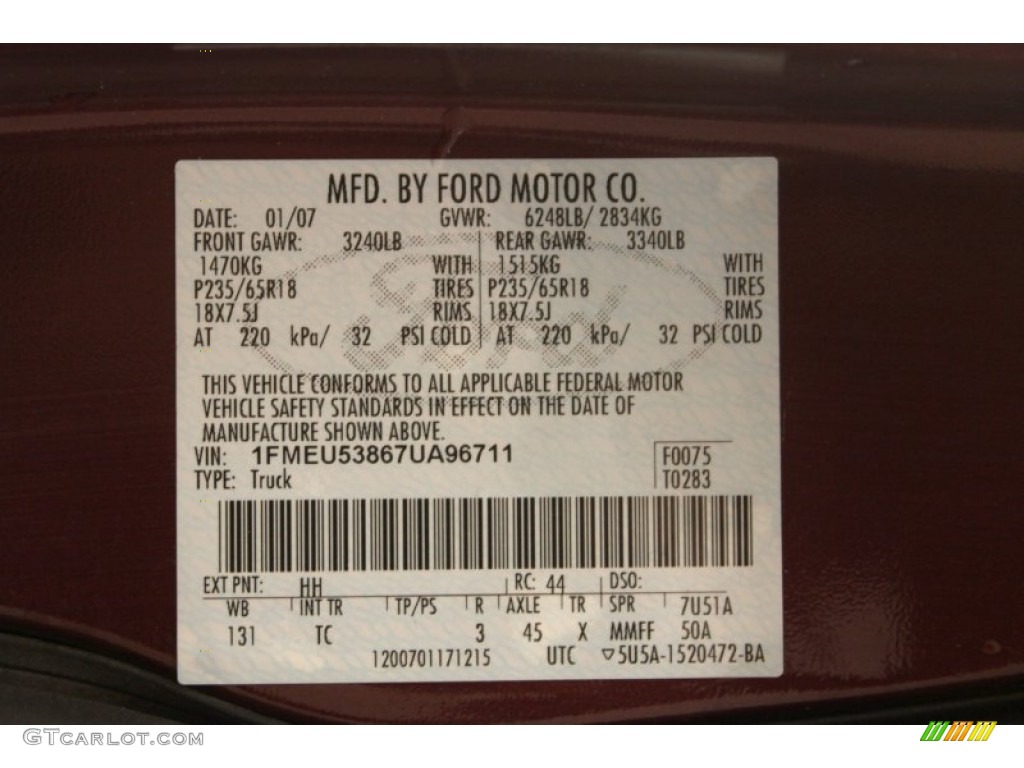 MFD. BY FORD MOTOR CO.
DATE: 01/07 GVWR: 6248LB/ 2834KG
FRONT GAWR: 3240LB REAR GAWR: 3340LB
1470KG WITH 1515KG WITH
P235/65R18 TIRES P235/65R18 TIRES
18X7.5J RIMS 18X7.5J RIMS
AT 220 kPa/ 32 PSI COLD AT 220 kPa/ 32 PSI COLD
Ford
THIS VEHICLE CONFORMS TO ALL APPLICABLE FEDERAL MOTOR
VEHICLE SAFETY STANDARDS IN EFFECT ON THE DATE OF
MANUFACTURE SHOWN ABOVE.
VIN: 1FMEU53867UA96711 F0075
TYPE: Truck T0283
EXT PNT: HH RC: 44 DSO:
WB INT TR TP/PS R AXLE TR SPR 7U51A
131 TC 3 45 X MMFF 50A
1200701171215 UTC ▽5U5A-1520472-BA
GTCARLOT.COM